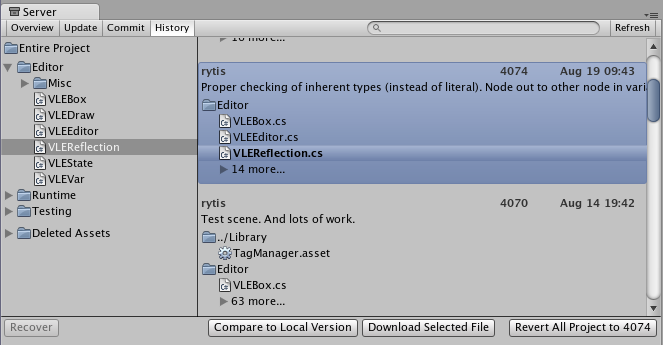 Server
Overview Update Commit History Refresh
Entire Project
Editor
Misc
VLEBox
VLEDraw
VLEEditor
VLEReflection
VLEState
VLEVar
Runtime
Testing
Deleted Assets
16 more...
rytis 4074 Aug 19 09:43
Proper checking of inherent types (instead of literal). Node out to other node in vari
Editor
VLEBox.cs
VLEEditor.cs
VLEReflection.cs
14 more...
rytis 4070 Aug 14 19:42
Test scene. And lots of work.
../Library
TagManager.asset
Editor
VLEBox.cs
63 more...
Recover Compare to Local Version Download Selected File Revert All Project to 4074